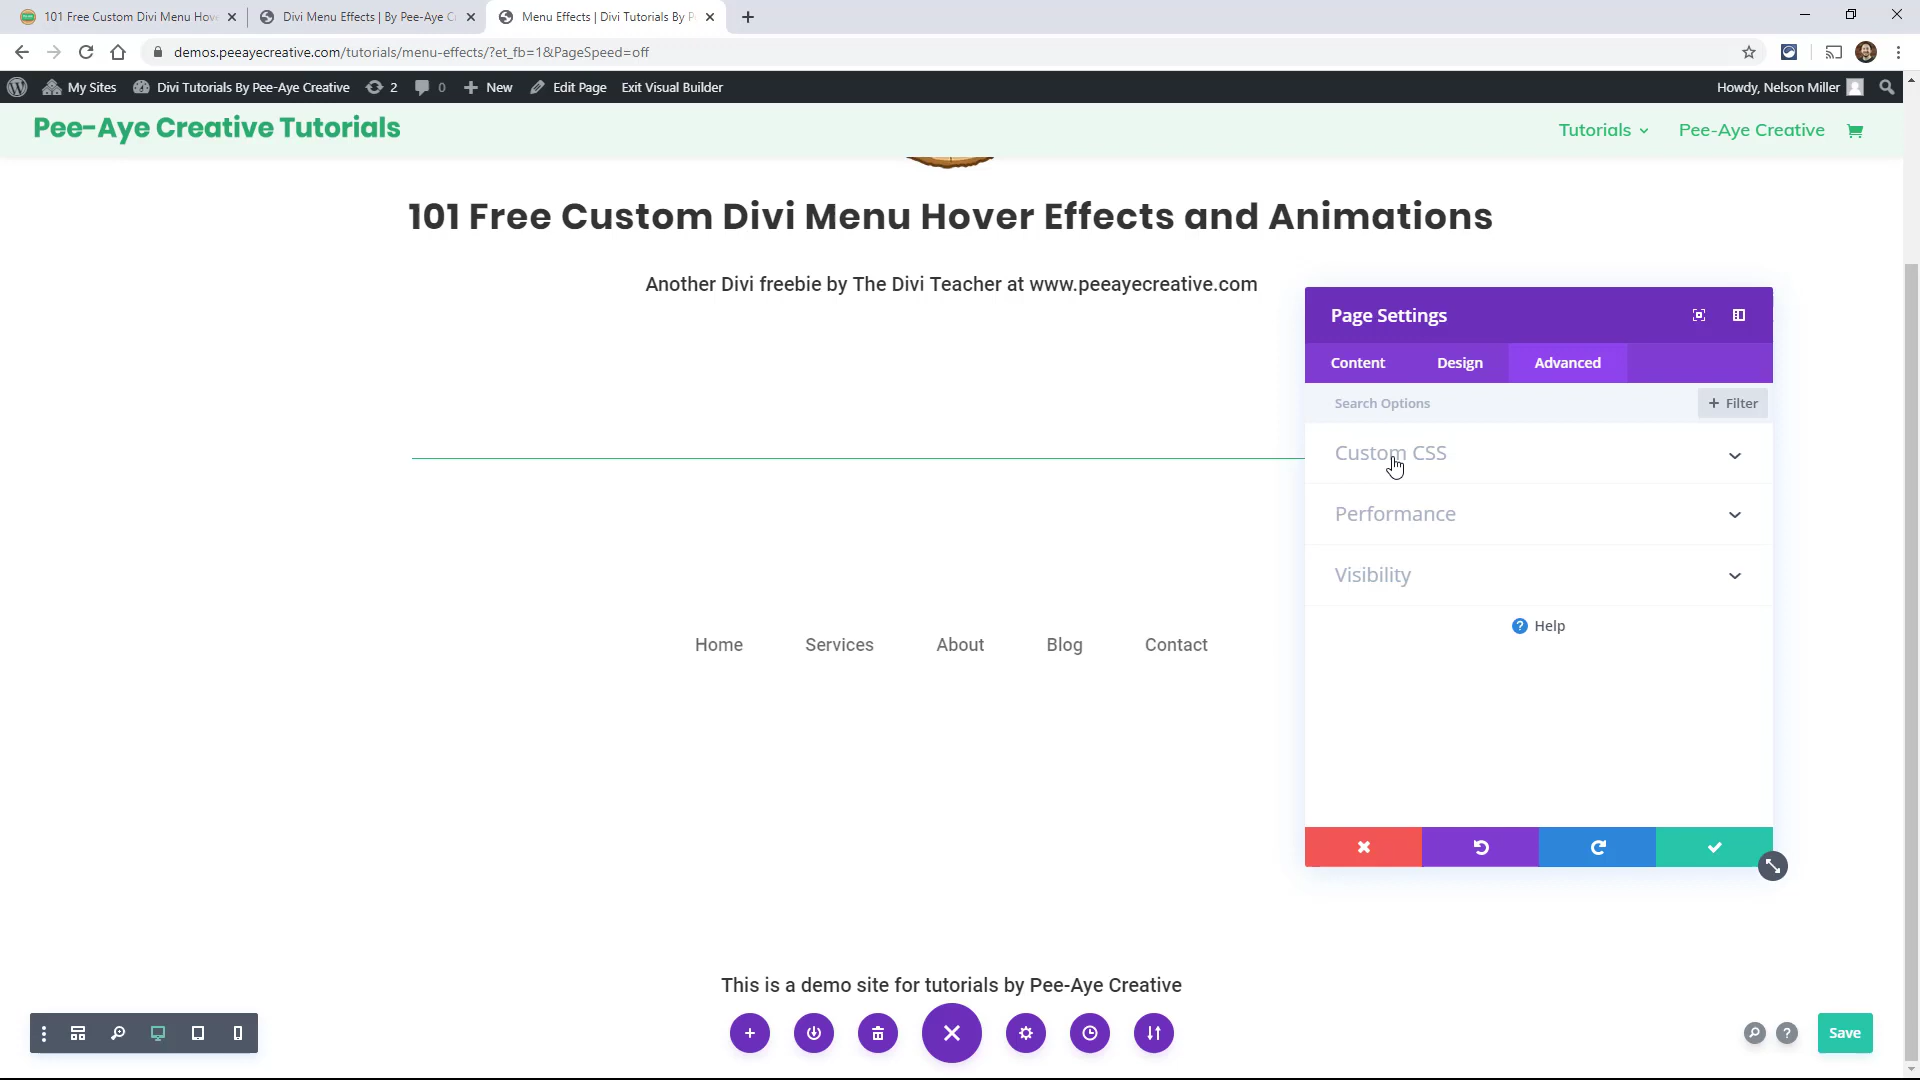 101 Free Custom Divi Menu Hov
Divi Menu Effects | By Pee-Aye C
Menu Effects | Divi Tutorials By P
demos.peeayecreative.com/tutorials/menu-effects/?et_fb=1&PageSpeed=off
My Sites
Divi Tutorials By Pee-Aye Creative
2
0
New
Edit Page
Exit Visual Builder
Howdy, Nelson Miller
Pee-Aye Creative Tutorials
Tutorials
Pee-Aye Creative
101 Free Custom Divi Menu Hover Effects and Animations
Another Divi freebie by The Divi Teacher at www.peeayecreative.com
Page Settings
Content
Design
Advanced
Search Options
+ Filter
Custom CSS
Performance
Visibility
? Help
Home
Services
About
Blog
Contact
This is a demo site for tutorials by Pee-Aye Creative
?
Save